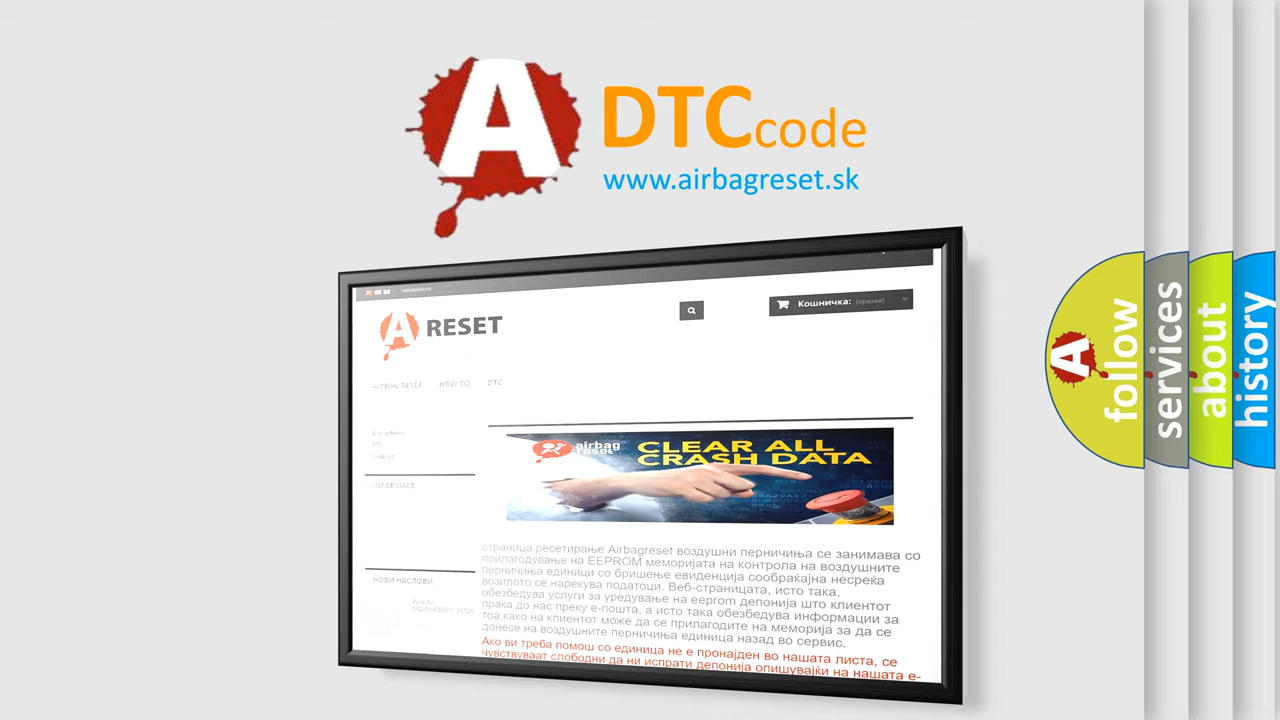 A
DTCcode
www.airbagreset.sk
A RESET
Кошничка: (празна)
AIRBAG RESET HOW TO DTC
INFORMACE
НОВИ НАСЛОВИ
airbag
reset
CLEAR ALL
CRASH DATA
страница ресетирање Airbagreset воздушни перничиња се занимава со
прилагодување на EEPROM меморијата на контрола на воздушните
перничиња единици со бришење евиденција сообраќајна несреќа
возилото се нарекува податоци. Веб-страницата, исто така,
обезбедува услуги за уредување на eeprom депонија што клиентот
праќа до нас преку е-пошта, а исто така обезбедува информации за
тоа како на клиентот може да се прилагодите на меморија за да се
донесе на воздушните перничиња единица назад во сервис.
Ако ви треба помош со единица не е пронајден во нашата листа, се
чувствуваат слободни да ни испрати депонија опишувајќи на нашата е-
A
follow
services
about
history